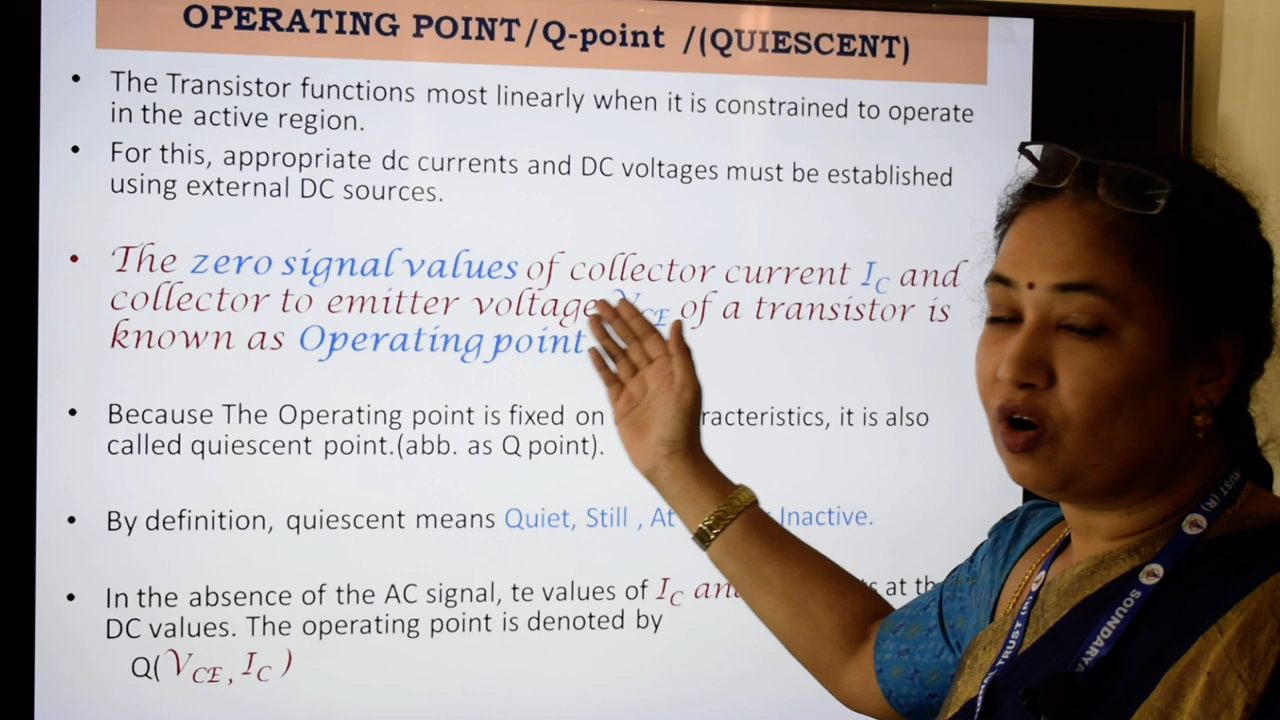 OPERATING POINT/Q-point /(QUIESCENT)
• The Transistor functions most linearly when it is constrained to operate
in the active region.
• For this, appropriate dc currents and DC voltages must be established
using external DC sources.
• The zero signal values of collector current IC and
collector to emitter voltage VCE of a transistor is
known as Operating point.
• Because The Operating point is fixed on racteristics, it is also
called quiescent point.(abb. as Q point).
• By definition, quiescent means Quiet, Still , At Inactive.
• In the absence of the AC signal, te values of IC and at the
DC values. The operating point is denoted by
Q(VCE , IC )
TRUST (R)
SOUNDARYA